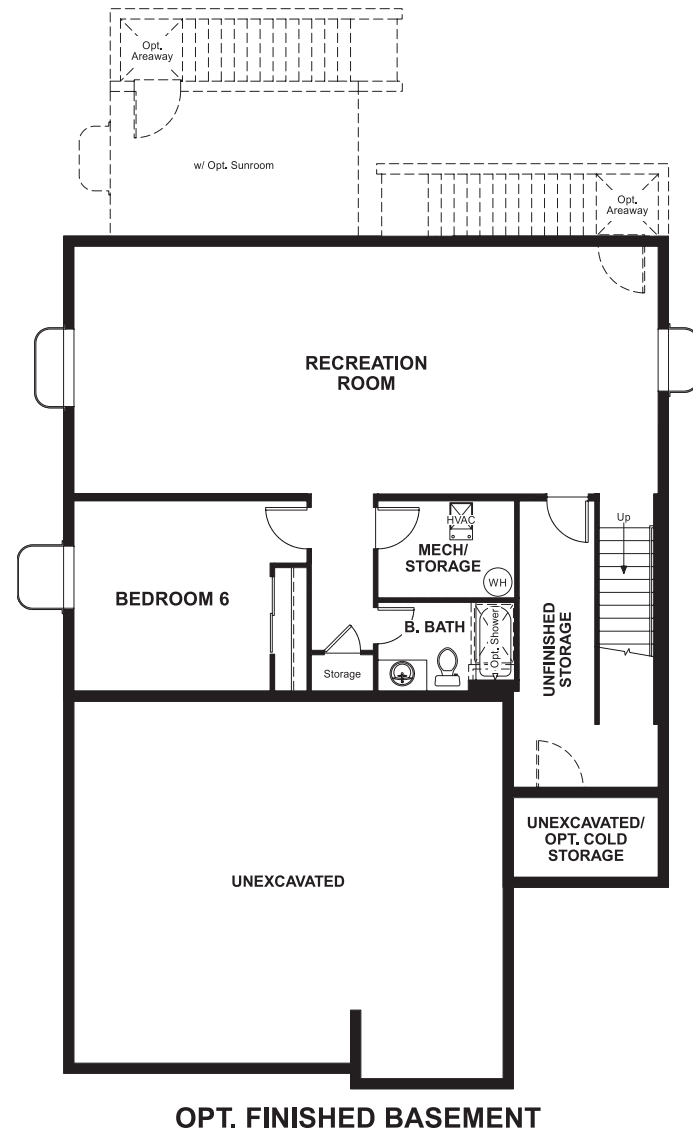 Opt.
Areaway
w/ Opt. Sunroom
Opt.
Areaway
RECREATION
ROOM
HVAC
MECH/
STORAGE
WH
Up
BEDROOM 6
B. BATH
Opt. Shower
UNFINISHED
STORAGE
Storage
UNEXCAVATED/
OPT. COLD
STORAGE
UNEXCAVATED
OPT. FINISHED BASEMENT